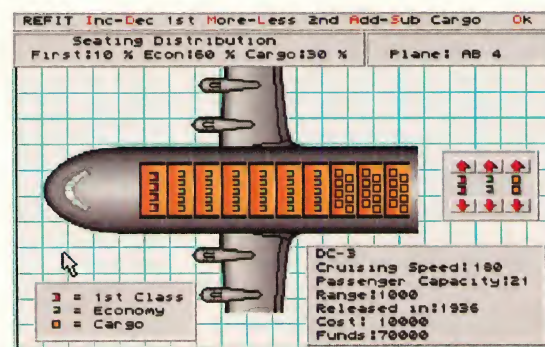 REFIT Inc-Dec 1st More-Less 2nd Add-Sub Cargo Ok
Seating Distribution
First:10 % Econ:60 % Cargo:30 %
Plane: AB 4
DC-3
Cruising Speed:180
Passenger Capacity:21
Range:1000
Released in:1936
Cost: 10000
Funds:70000
= 1st Class
= Economy
= Cargo